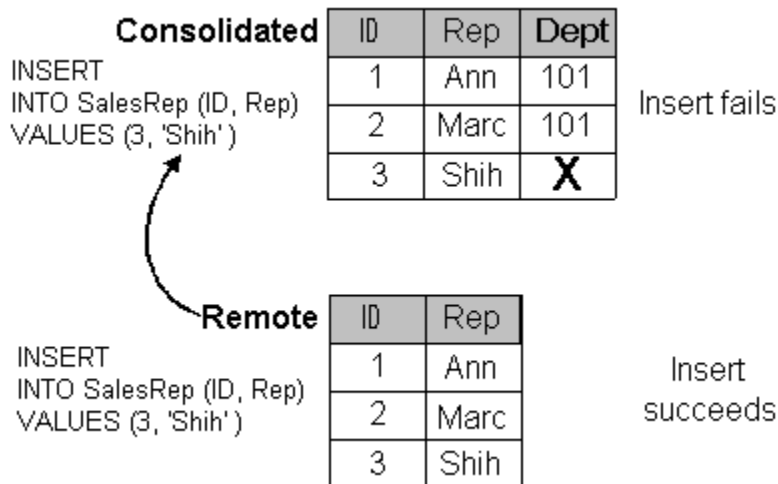 Consolidated
INSERT
INTO SalesRep (ID, Rep)
VALUES (3, 'Shih' )
ID Rep Dept
1 Ann 101
2 Marc 101
3 Shih X
Insert fails
Remote
INSERT
INTO SalesRep (ID, Rep)
VALUES (3, 'Shih' )
ID Rep
1 Ann
2 Marc
3 Shih
Insert
succeeds